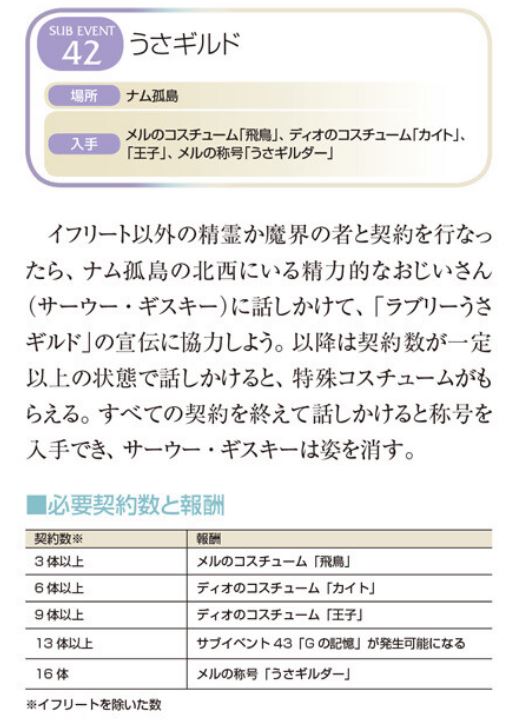 SUB EVENT
42
うさギルド
場所 ナム孤島
入手 メルのコスチューム「飛鳥」、ディオのコスチューム「カイト」、
「王子」、メルの称号「うさギルダー」
イフリート以外の精霊か魔界の者と契約を行なっ
たら、ナム孤島の北西にいる精力的なおじいさん
（サーウー・ギスキー）に話しかけて、「ラブリーうさ
ギルド」の宣伝に協力しよう。以降は契約数が一定
以上の状態で話しかけると、特殊コスチュームがも
らえる。すべての契約を終えて話しかけると称号を
入手でき、サーウー・ギスキーは姿を消す。
■必要契約数と報酬
契約数※ 報酬
3体以上 メルのコスチューム「飛鳥」
6体以上 ディオのコスチューム「カイト」
9体以上 ディオのコスチューム「王子」
13体以上 サブイベント43「Gの記憶」が発生可能になる
16体 メルの称号「うさギルダー」
※イフリートを除いた数